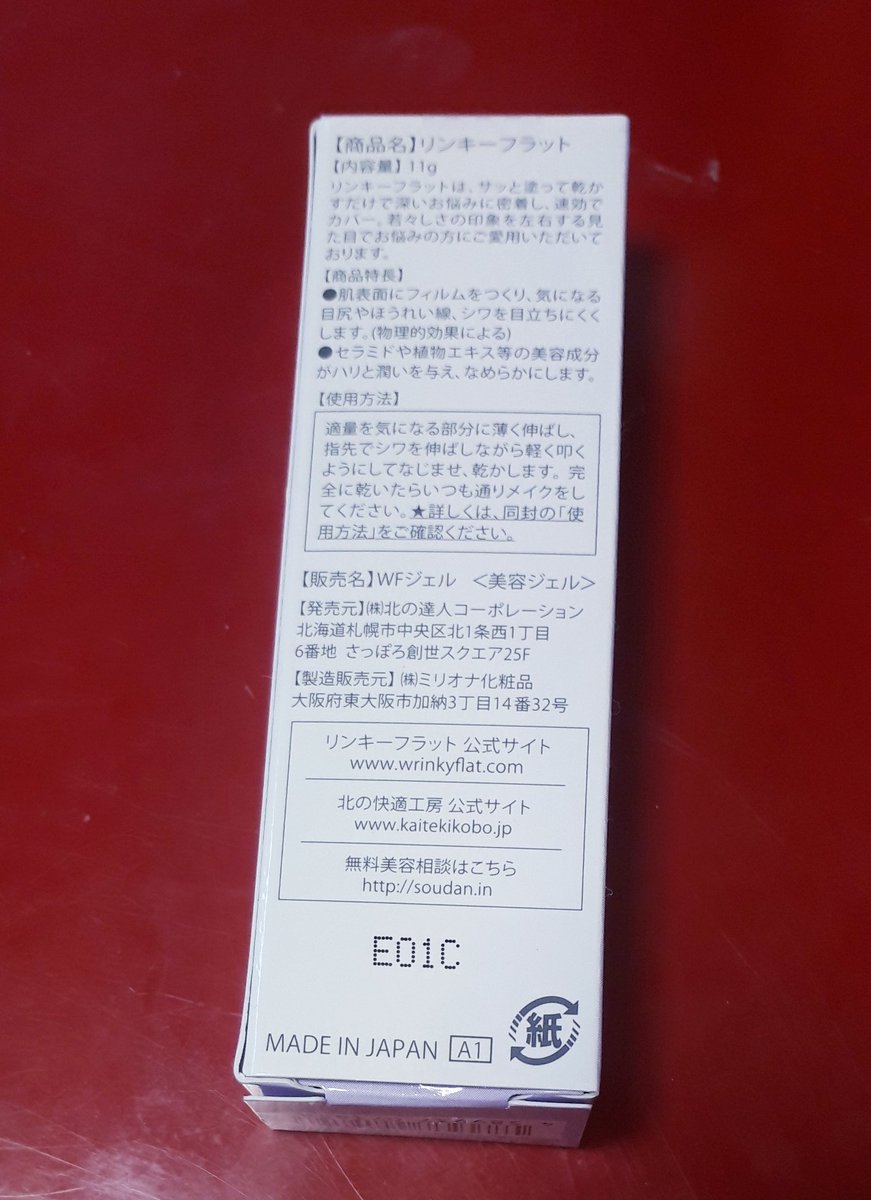 【商品名】リンキーフラット
【内容量】11g
リンキーフラットは、サッと塗って乾か
すだけで深いお悩みに密着し、速効で
カバー。若々しさの印象を左右する見
た目でお悩みの方にご愛用いただいて
おります。
【商品特長】
●肌表面にフィルムをつくり、気になる
目尻やほうれい線、シワを目立ちにくく
します。(物理的効果による)
●セラミドや植物エキス等の美容成分
がハリと潤いを与え、なめらかにします。
【使用方法】
適量を気になる部分に薄く伸ばし、
指先でシワを伸ばしながら軽く叩く
ようにしてなじませ、乾かします。完
全に乾いたらいつも通りメイクをし
てください。★詳しくは、同封の「使
用方法」をご確認ください。
【販売名】WFジェル ＜美容ジェル＞
【発売元】㈱北の達人コーポレーション
北海道札幌市中央区北1条西1丁目
6番地 さっぽろ創世スクエア25F
【製造販売元】㈱ミリオナ化粧品
大阪府東大阪市加納3丁目14番32号
リンキーフラット 公式サイト
www.wrinkyflat.com
北の快適工房 公式サイト
www.kaitekikobo.jp
無料美容相談はこちら
http://soudan.in
E01C
MADE IN JAPAN A1 紙